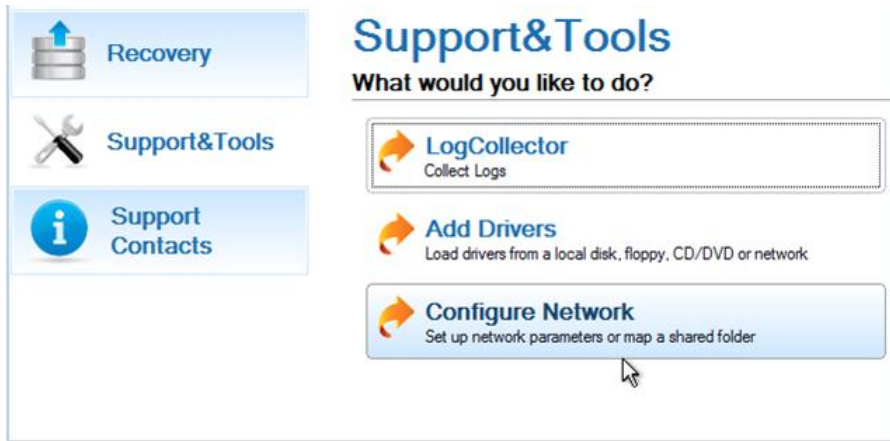 Recovery
Support&Tools
Support
Contacts
Support&Tools
What would you like to do?
LogCollector
Collect Logs
Add Drivers
Load drivers from a local disk, floppy, CD/DVD or network
Configure Network
Set up network parameters or map a shared folder